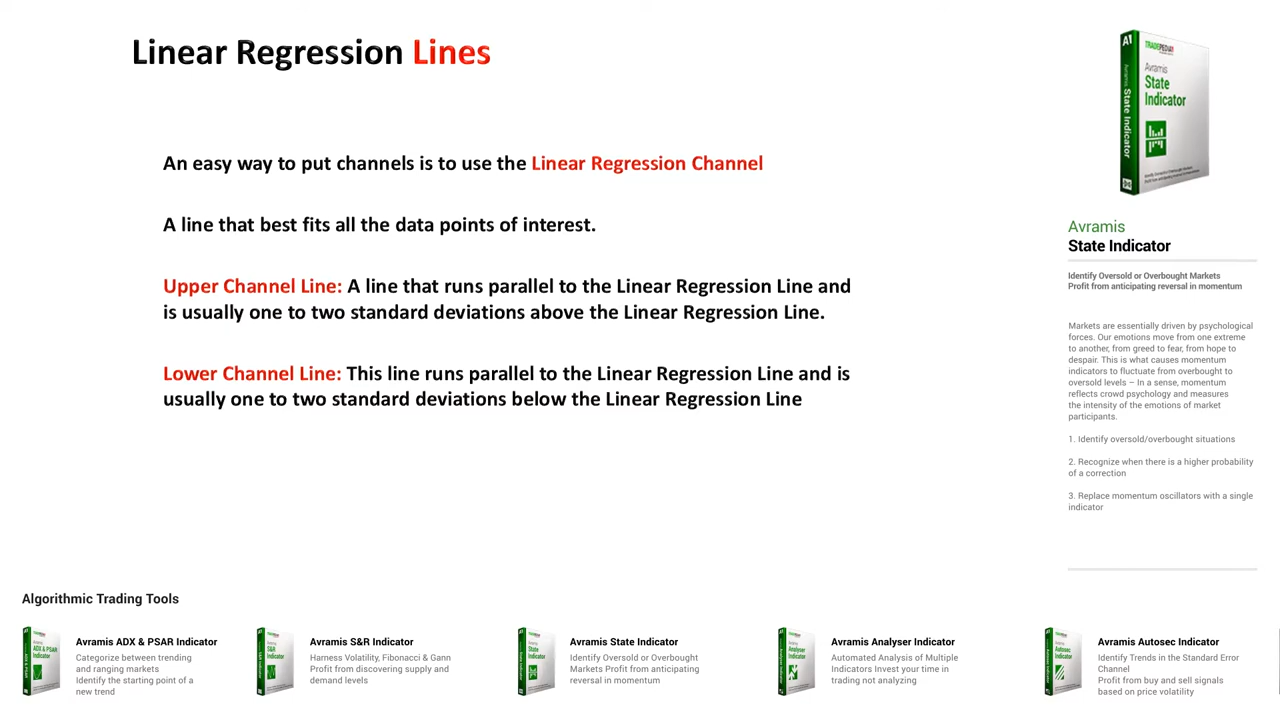 Linear Regression Lines
An easy way to put channels is to use the Linear Regression Channel
A line that best fits all the data points of interest.
Upper Channel Line: A line that runs parallel to the Linear Regression Line and
is usually one to two standard deviations above the Linear Regression Line.
Lower Channel Line: This line runs parallel to the Linear Regression Line and is
usually one to two standard deviations below the Linear Regression Line
A1
Avramis State Indicator
TRADEPEDIA
Avramis
State
Indicator
Avramis
State Indicator
Identify Oversold or Overbought Markets
Profit from anticipating reversal in momentum
Markets are essentially driven by psychological
forces. Our emotions move from one extreme
to another, from greed to fear, from hope to
despair. This is what causes momentum
indicators to fluctuate from overbought to
oversold levels – In a sense, momentum
reflects crowd psychology and measures
the intensity of the emotions of market
participants.
1. Identify oversold/overbought situations
2. Recognize when there is a higher probability
of a correction
3. Replace momentum oscillators with a single
indicator
Algorithmic Trading Tools
Avramis ADX & PSAR Indicator
Categorize between trending
and ranging markets
Identify the starting point of a
new trend
Avramis S&R Indicator
Harness Volatility, Fibonacci & Gann
Profit from discovering supply and
demand levels
Avramis State Indicator
Identify Oversold or Overbought
Markets Profit from anticipating
reversal in momentum
Avramis Analyser Indicator
Automated Analysis of Multiple
Indicators Invest your time in
trading not analyzing
Avramis Autosec Indicator
Identify Trends in the Standard Error
Channel
Profit from buy and sell signals
based on price volatility